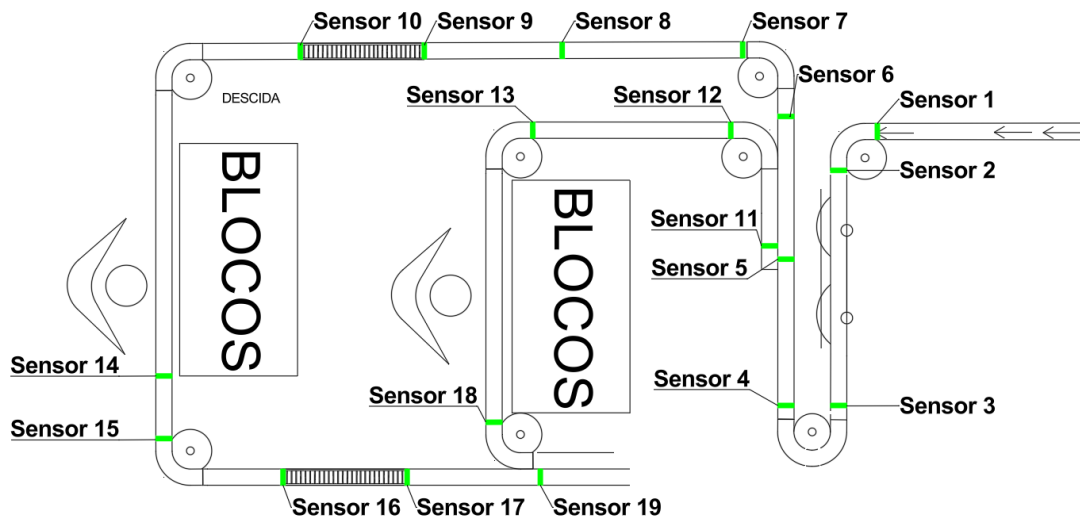 Sensor 10
Sensor 9
Sensor 8
Sensor 7
Sensor 6
Sensor 13
Sensor 12
Sensor 1
DESCIDA
Sensor 2
BLOCOS
BLOCOS
Sensor 11
Sensor 5
Sensor 14
Sensor 4
Sensor 18
Sensor 3
Sensor 15
Sensor 16
Sensor 17
Sensor 19